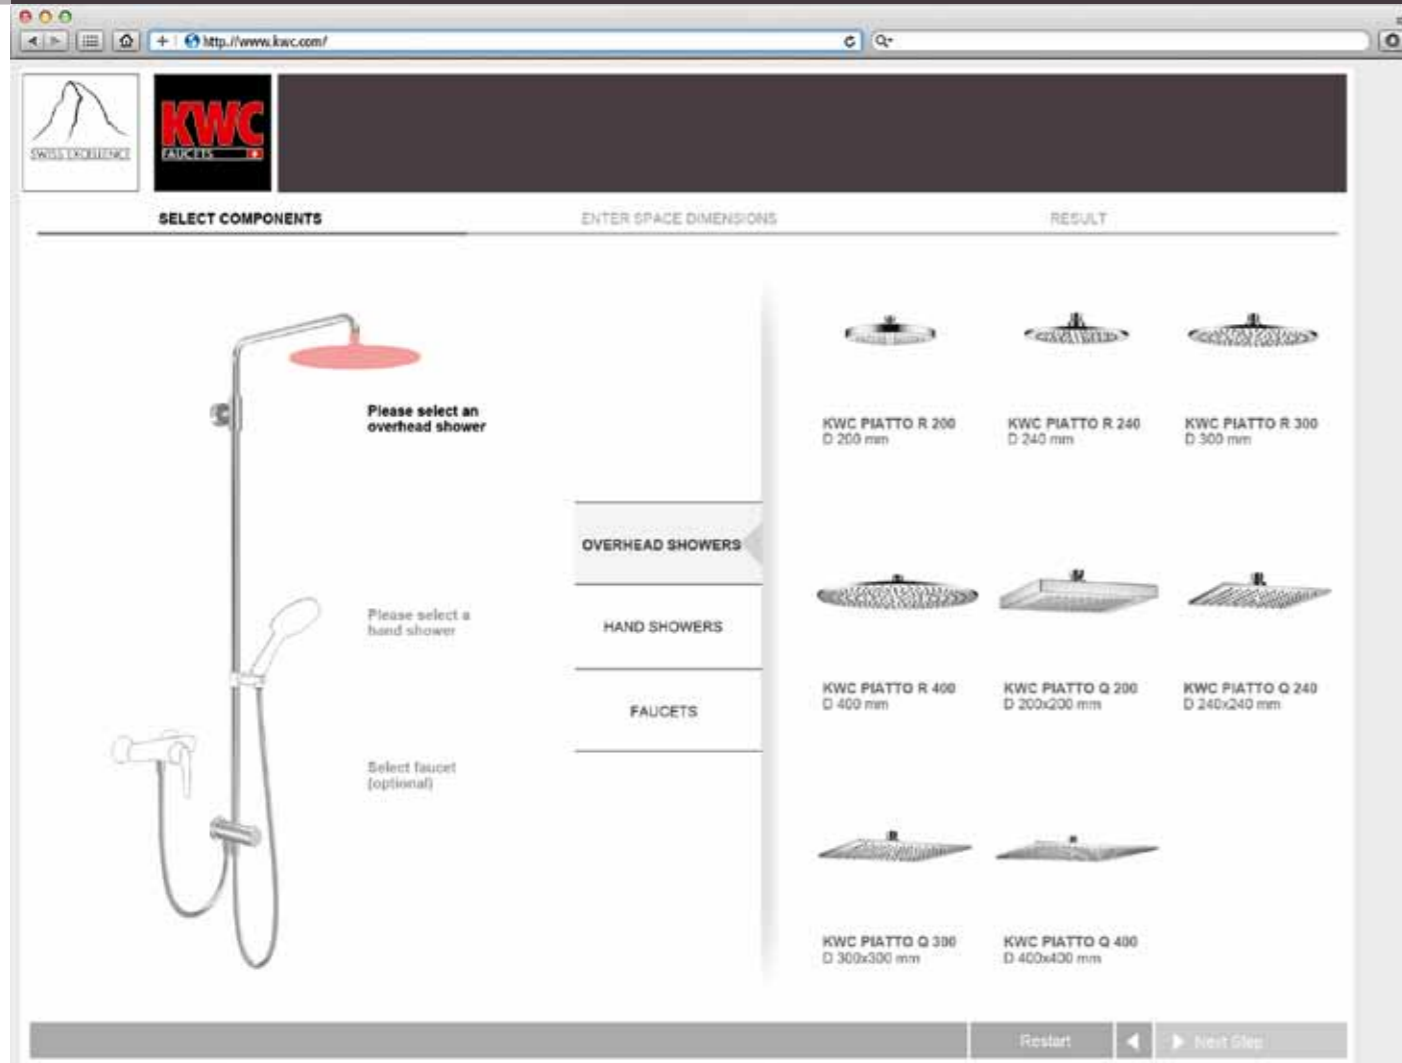 http.//www.kwc.com/
SWISS EXCELLENCE
KWC
FAUCETS
SELECT COMPONENTS
ENTER SPACE DIMENSIONS
RESULT
Please select an
overhead shower
Please select a
hand shower
Select faucet
(optional)
OVERHEAD SHOWERS
HAND SHOWERS
FAUCETS
KWC PIATTO R 200
D 200 mm
KWC PIATTO R 240
D 240 mm
KWC PIATTO R 300
D 300 mm
KWC PIATTO R 400
D 400 mm
KWC PIATTO Q 200
D 200x200 mm
KWC PIATTO Q 240
D 240x240 mm
KWC PIATTO Q 300
D 300x300 mm
KWC PIATTO Q 400
D 400x400 mm
Restart
Next Step